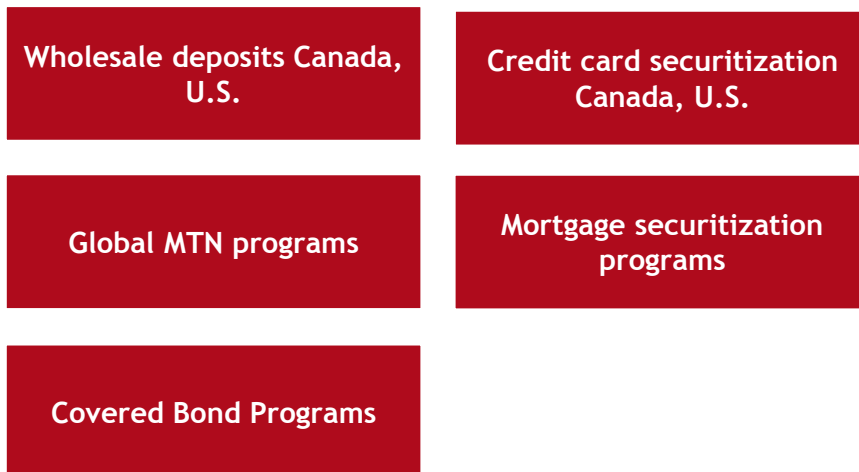 Wholesale deposits Canada,
U.S.
Credit card securitization
Canada, U.S.
Global MTN programs
Mortgage securitization
programs
Covered Bond Programs